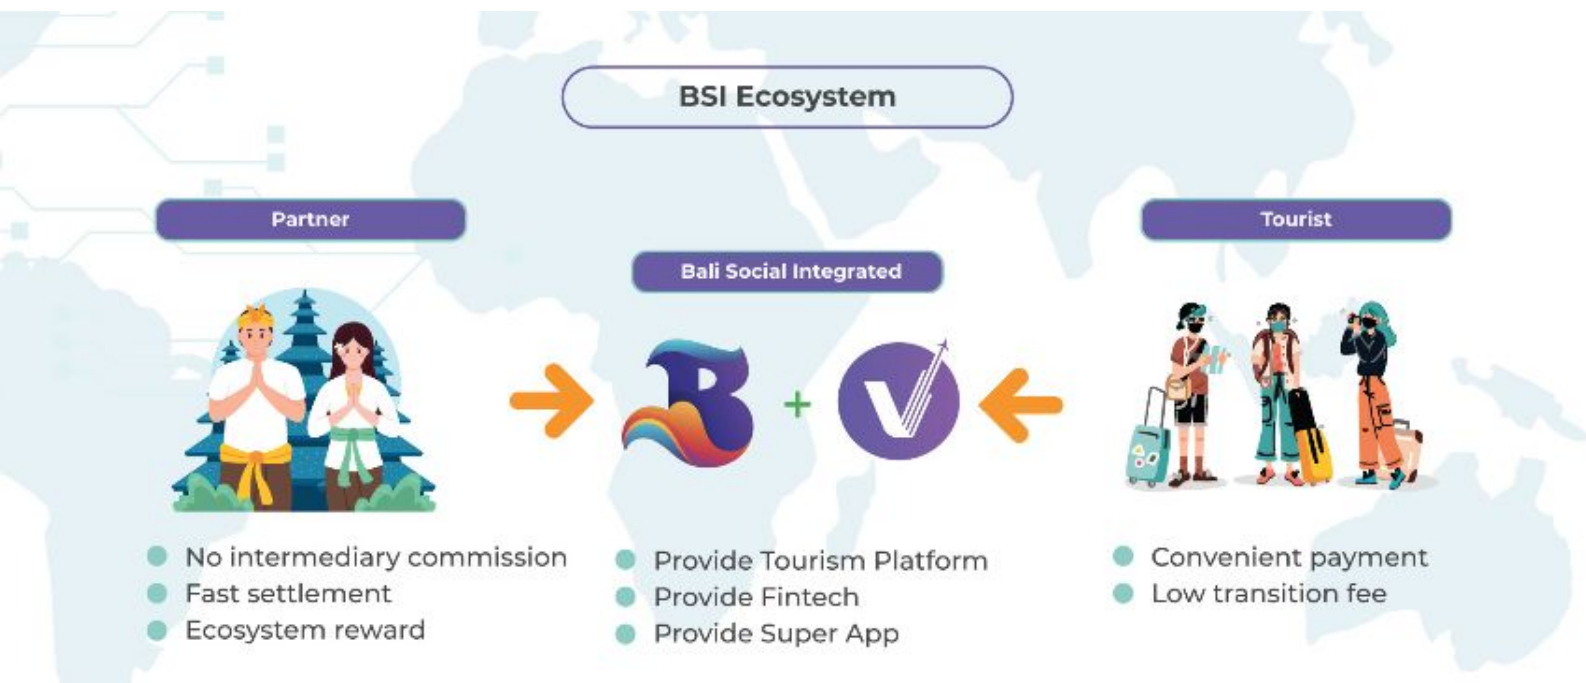 BSI Ecosystem
Partner
No intermediary commission
Fast settlement
Ecosystem reward
Bali Social Integrated
B + V
Provide Tourism Platform
Provide Fintech
Provide Super App
Tourist
Convenient payment
Low transition fee